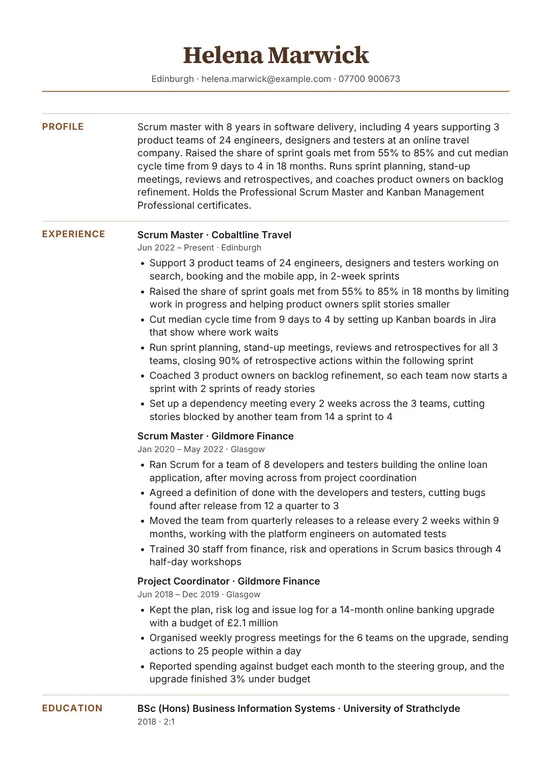 Helena Marwick
Edinburgh · helena.marwick@example.com · 07700 900673
PROFILE
Scrum master with 8 years in software delivery, including 4 years supporting 3
product teams of 24 engineers, designers and testers at an online travel
company. Raised the share of sprint goals met from 55% to 85% and cut median
cycle time from 9 days to 4 in 18 months. Runs sprint planning, stand-up
meetings, reviews and retrospectives, and coaches product owners on backlog
refinement. Holds the Professional Scrum Master and Kanban Management
Professional certificates.
EXPERIENCE
Scrum Master · Cobaltline Travel
Jun 2022 – Present · Edinburgh
• Support 3 product teams of 24 engineers, designers and testers working on
search, booking and the mobile app, in 2-week sprints
• Raised the share of sprint goals met from 55% to 85% in 18 months by limiting
work in progress and helping product owners split stories smaller
• Cut median cycle time from 9 days to 4 by setting up Kanban boards in Jira
that show where work waits
• Run sprint planning, stand-up meetings, reviews and retrospectives for all 3
teams, closing 90% of retrospective actions within the following sprint
• Coached 3 product owners on backlog refinement, so each team now starts a
sprint with 2 sprints of ready stories
• Set up a dependency meeting every 2 weeks across the 3 teams, cutting
stories blocked by another team from 14 a sprint to 4
Scrum Master · Gildmore Finance
Jan 2020 – May 2022 · Glasgow
• Ran Scrum for a team of 8 developers and testers building the online loan
application, after moving across from project coordination
• Agreed a definition of done with the developers and testers, cutting bugs
found after release from 12 a quarter to 3
• Moved the team from quarterly releases to a release every 2 weeks within 9
months, working with the platform engineers on automated tests
• Trained 30 staff from finance, risk and operations in Scrum basics through 4
half-day workshops
Project Coordinator · Gildmore Finance
Jun 2018 – Dec 2019 · Glasgow
• Kept the plan, risk log and issue log for a 14-month online banking upgrade
with a budget of £2.1 million
• Organised weekly progress meetings for the 6 teams on the upgrade, sending
actions to 25 people within a day
• Reported spending against budget each month to the steering group, and the
upgrade finished 3% under budget
EDUCATION
BSc (Hons) Business Information Systems · University of Strathclyde
2018 · 2:1